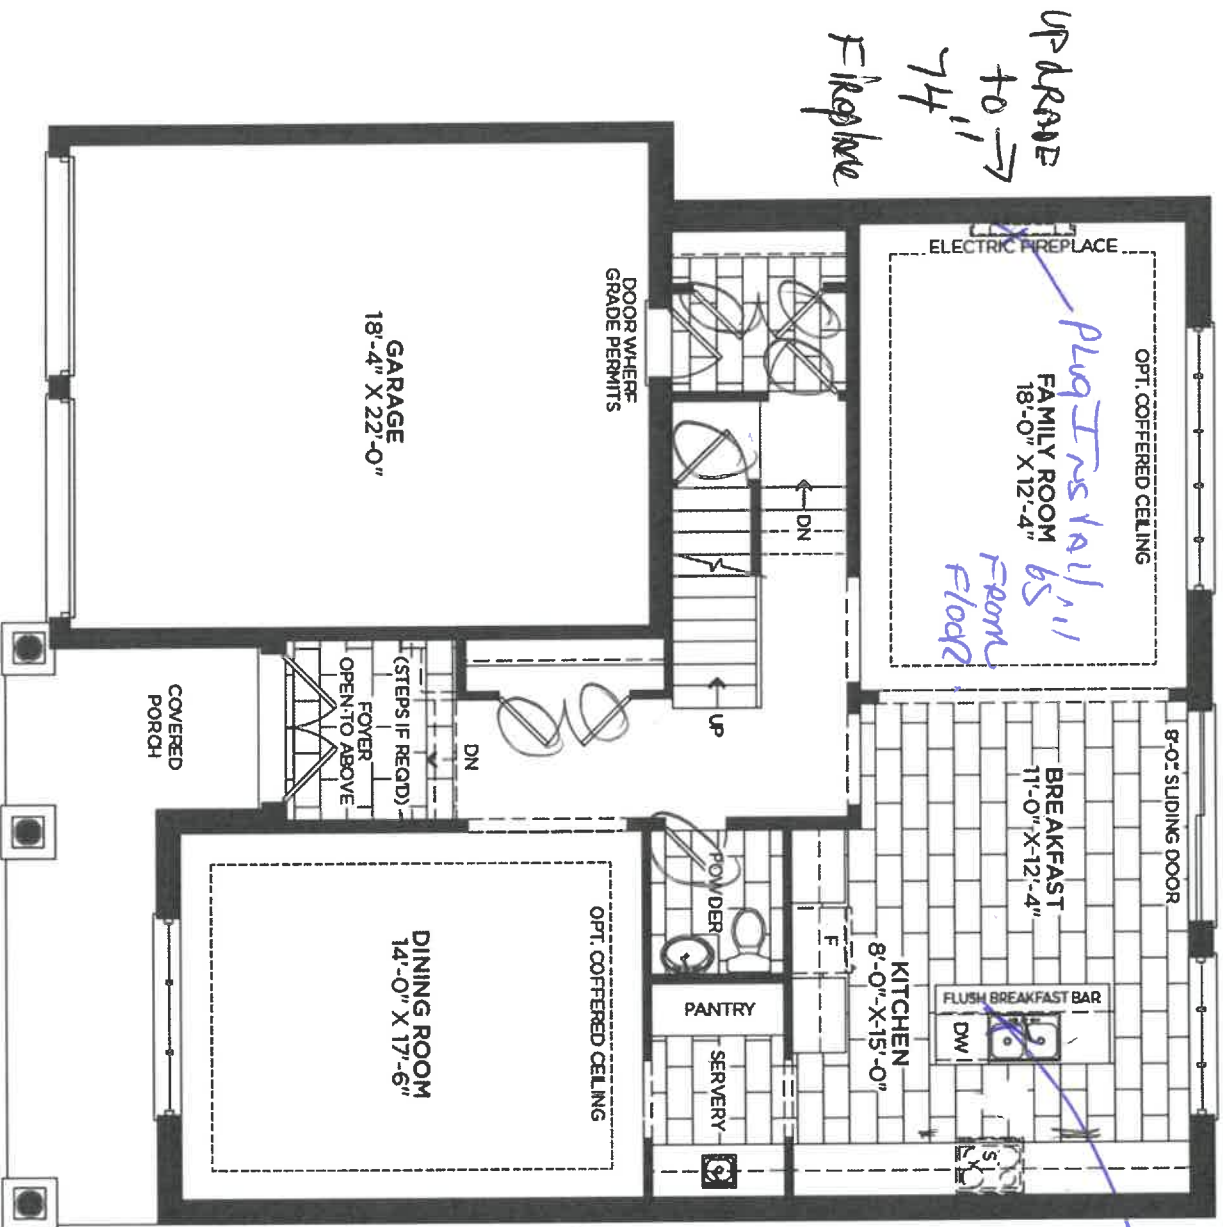 UPGRADE
to →
74"
Fireplace
ELECTRIC FIREPLACE
OPT. COFFERED CEILING
FAMILY ROOM
18'-0" X 12'-4"
Plug Install
65"
From
Floor
8'-0" SLIDING DOOR
BREAKFAST
11'-0" X 12'-4"
FLUSH BREAKFAST BAR
DW
KITCHEN
8'-0" X 15'-0"
F
S
DOOR WHERE
GRADE PERMITS
GARAGE
18'-4" X 22'-0"
DN
UP
POWDER
PANTRY
SERVERY
DN
(STEPS IF REQ'D)
FOYER
OPEN TO ABOVE
COVERED
PORCH
OPT. COFFERED CEILING
DINING ROOM
14'-0" X 17'-6"